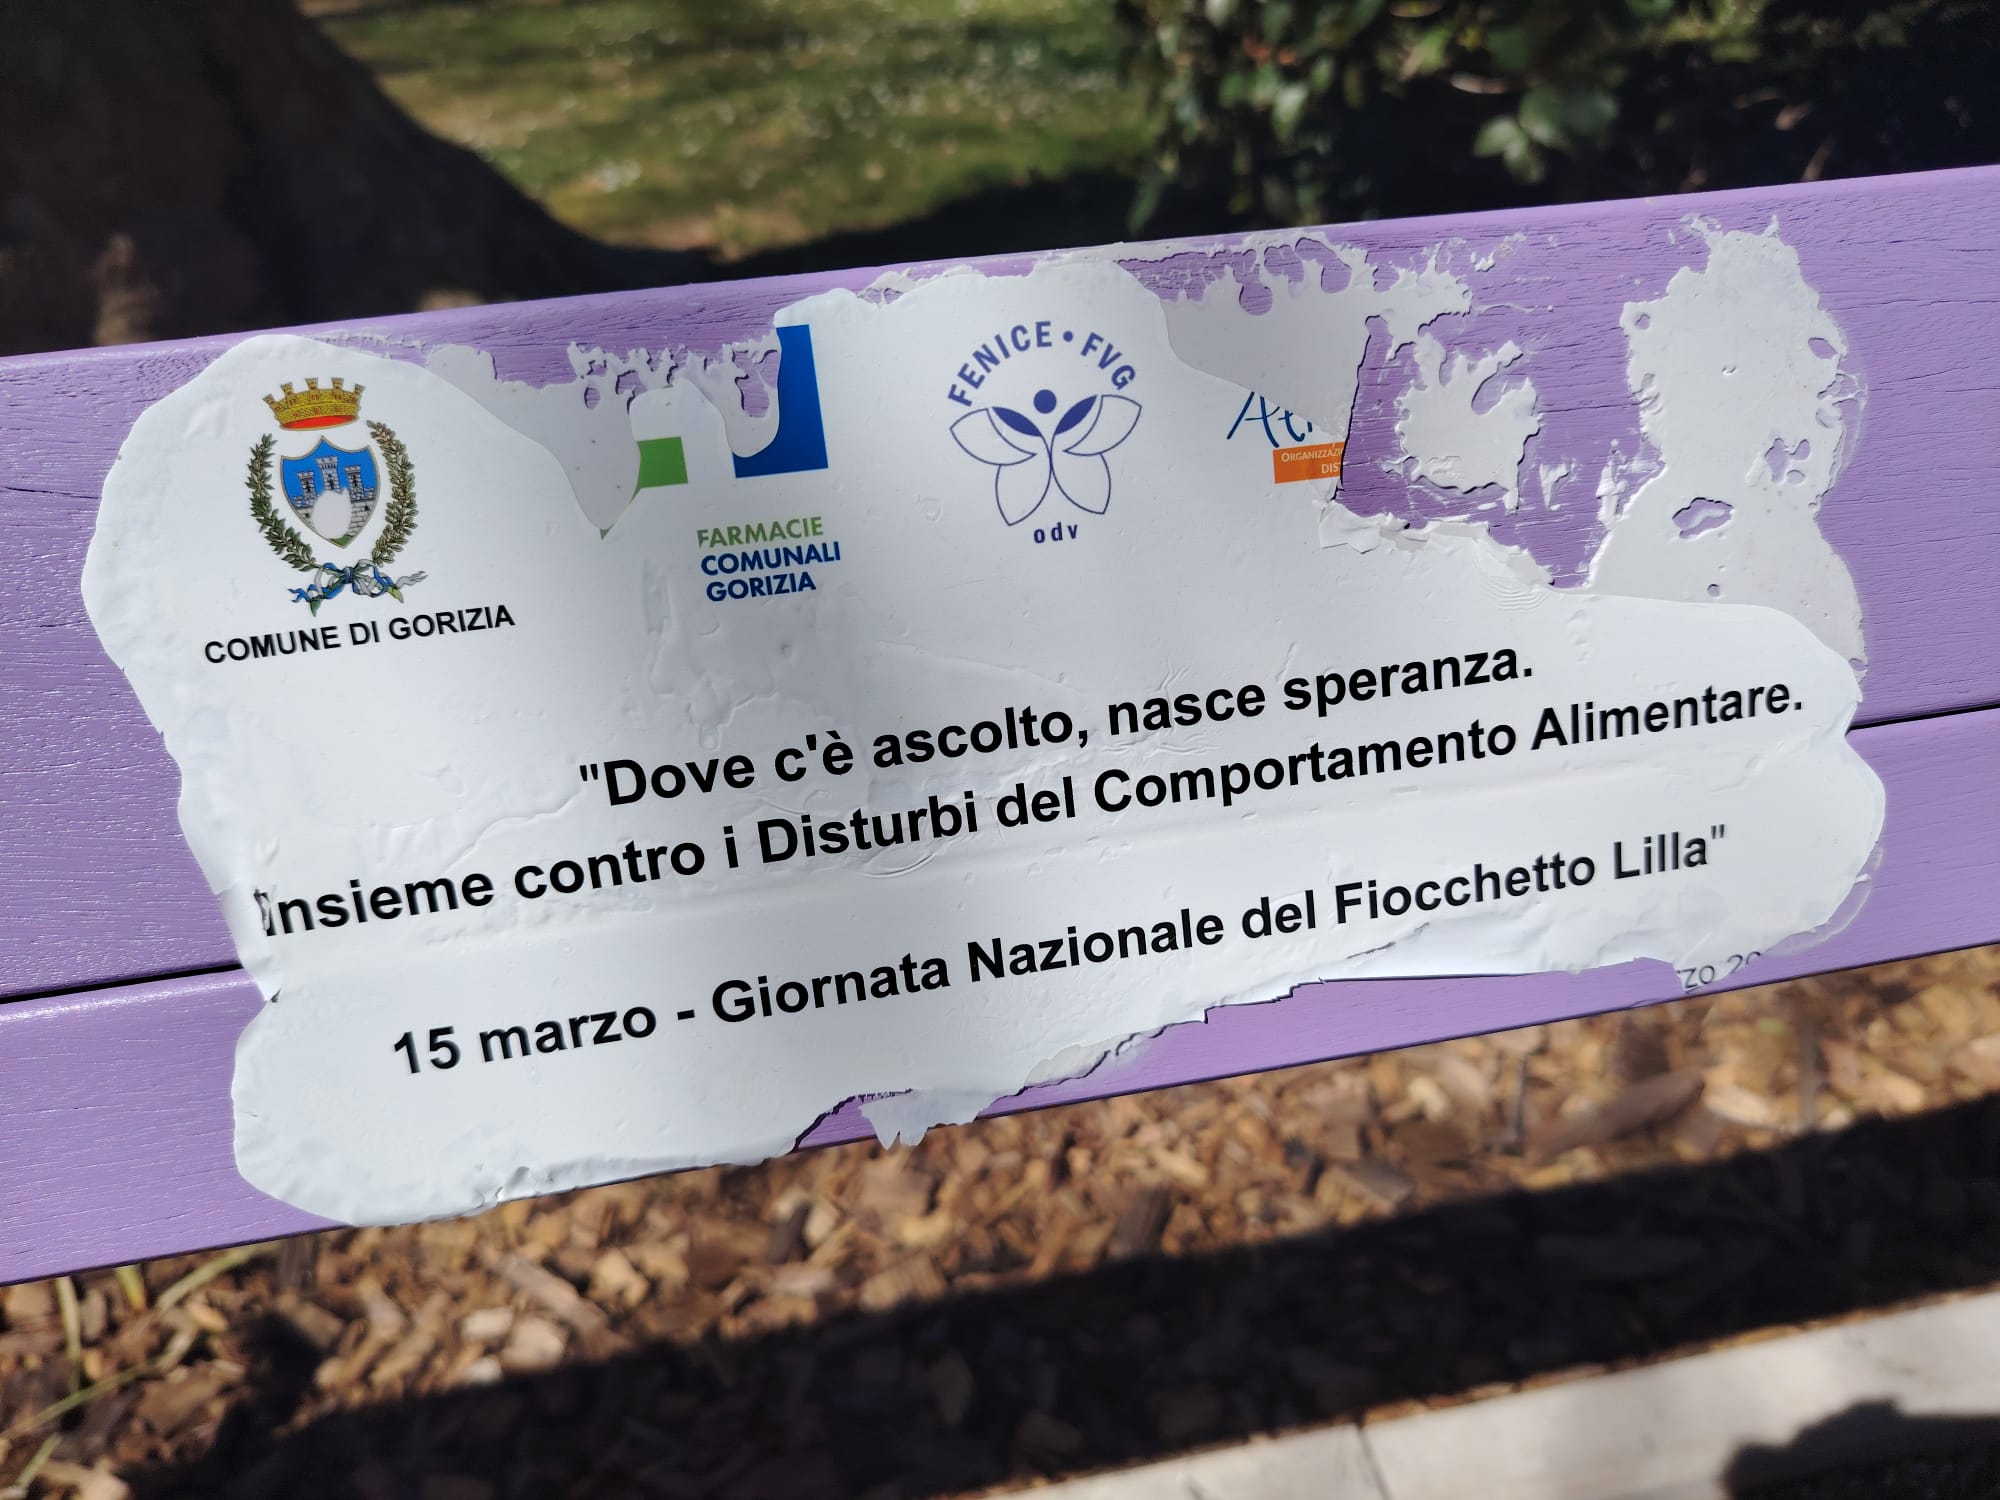 COMUNE DI GORIZIA
FARMACIE
COMUNALI
GORIZIA
FENICE • FVG
odv
"Dove c'è ascolto, nasce speranza.
Insieme contro i Disturbi del Comportamento Alimentare.
15 marzo - Giornata Nazionale del Fiocchetto Lilla"